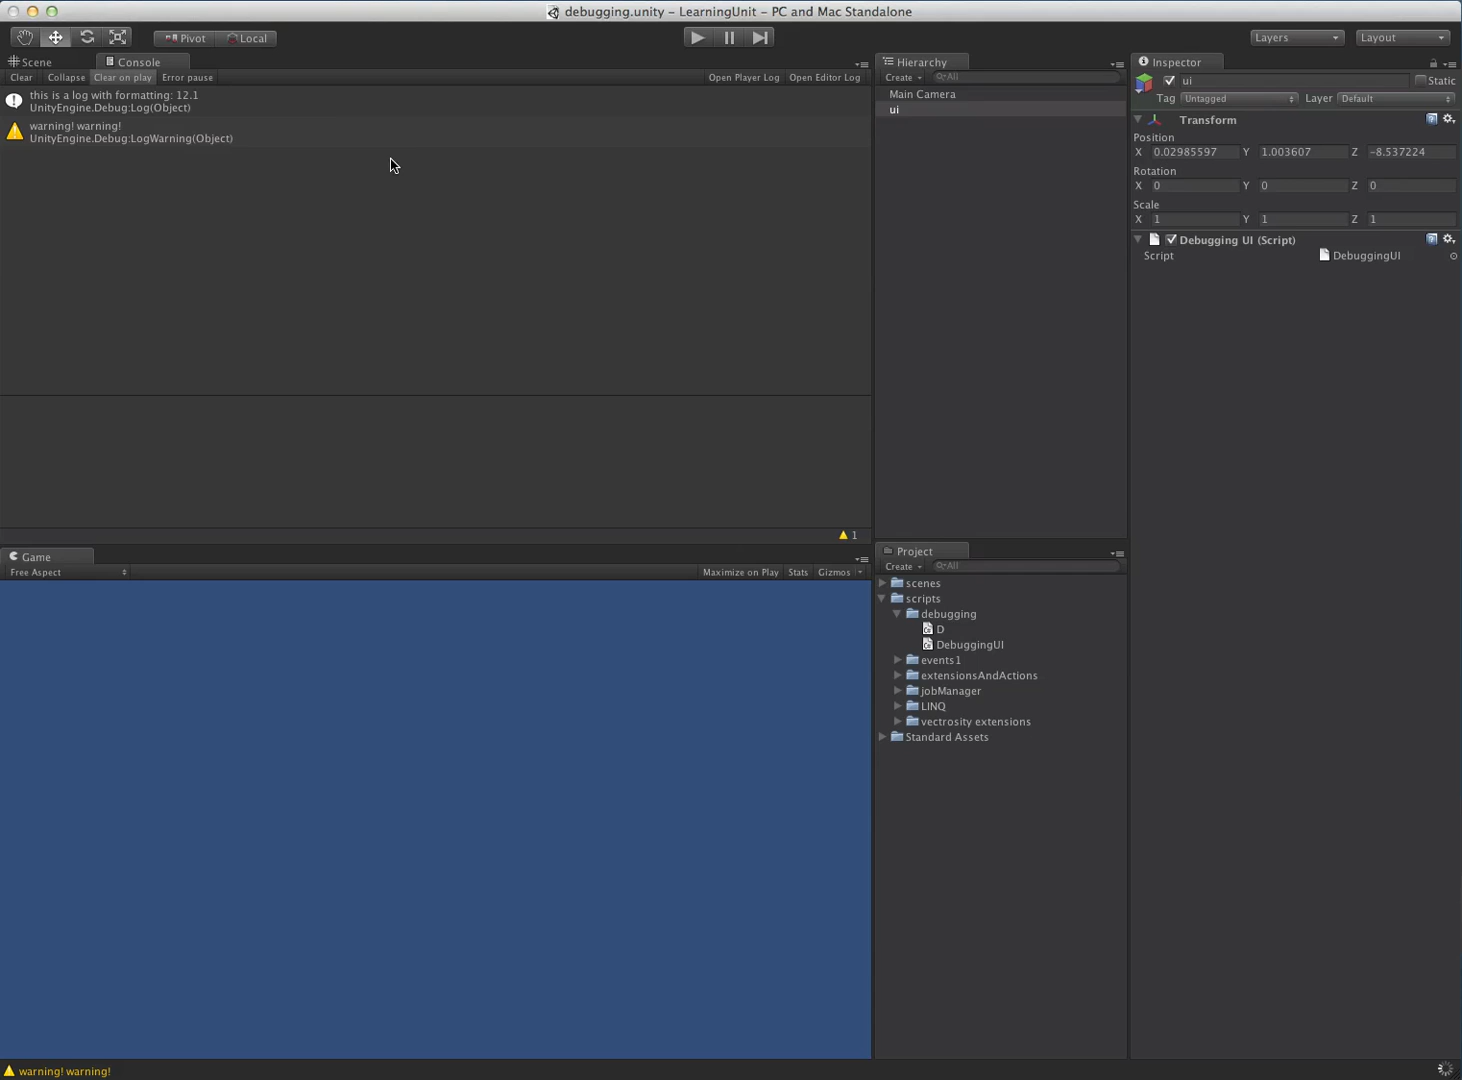 debugging.unity – LearningUnit – PC and Mac Standalone
Pivot Local Layers Layout
Scene Console
Clear Collapse Clear on play Error pause Open Player Log Open Editor Log
this is a log with formatting: 12.1
UnityEngine.Debug:Log(Object)
warning! warning!
UnityEngine.Debug:LogWarning(Object)
1
Game
Free Aspect Maximize on Play Stats Gizmos
Hierarchy
Create All
Main Camera
ui
Project
Create All
scenes
scripts
debugging
D
DebuggingUI
events1
extensionsAndActions
jobManager
LINQ
vectrosity extensions
Standard Assets
Inspector
ui Static
Tag Untagged Layer Default
Transform
Position
X 0.02985597 Y 1.003607 Z -8.537224
Rotation
X 0 Y 0 Z 0
Scale
X 1 Y 1 Z 1
Debugging UI (Script)
Script DebuggingUI
warning! warning!